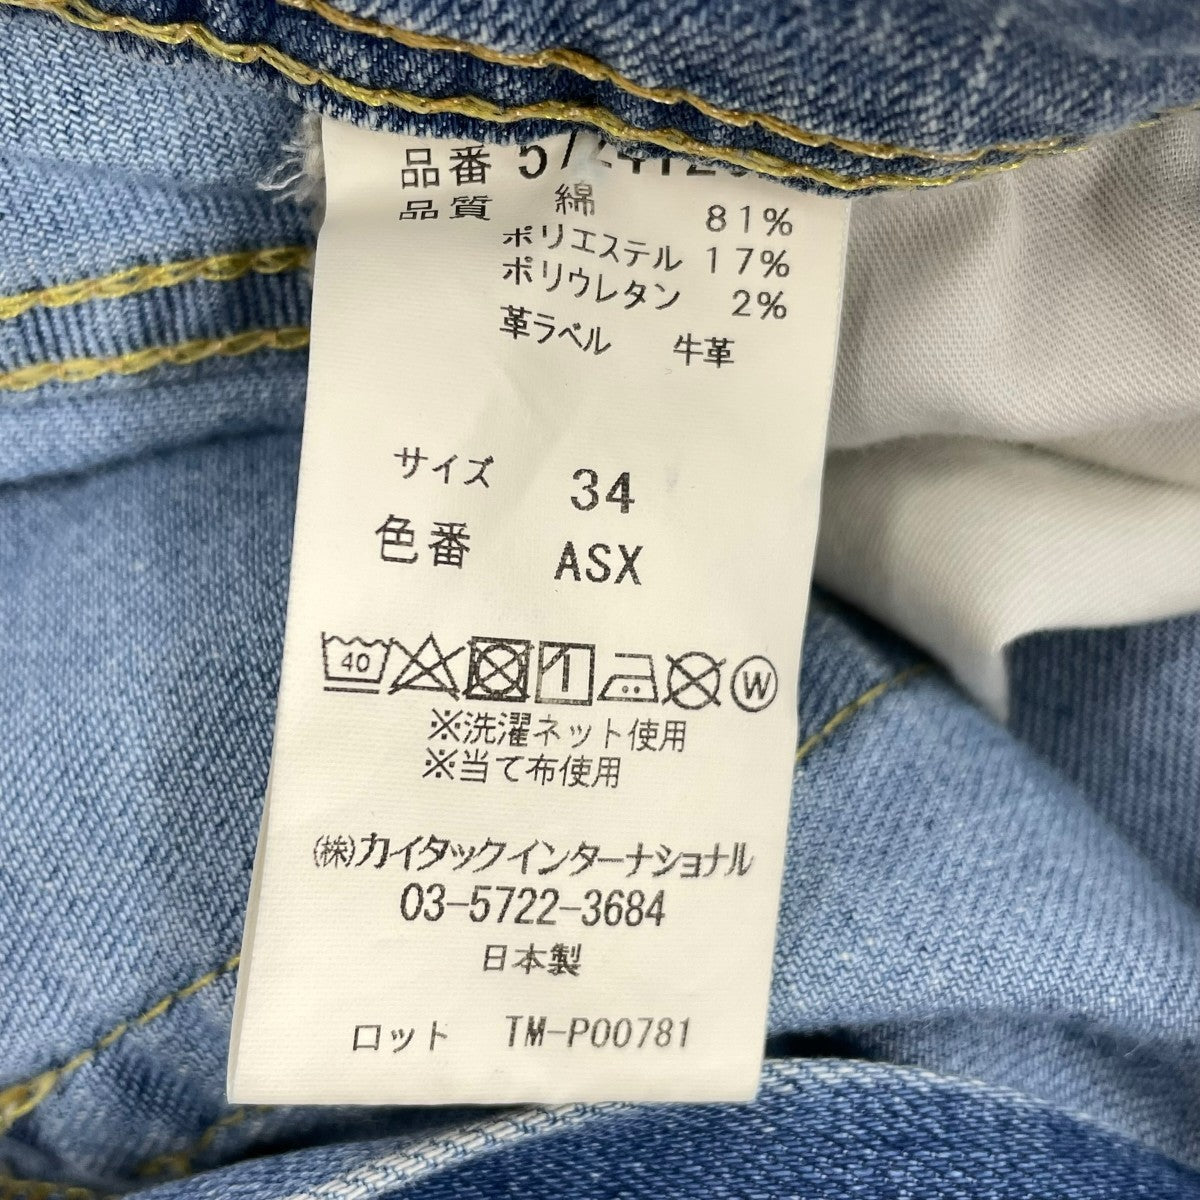 品番
品質 綿 81%
ポリエステル 17%
ポリウレタン 2%
革ラベル 牛革
サイズ 34
色番 ASX
40 W
※洗濯ネット使用
※当て布使用
(株)カイタックインターナショナル
03-5722-3684
日本製
ロット TM-P00781